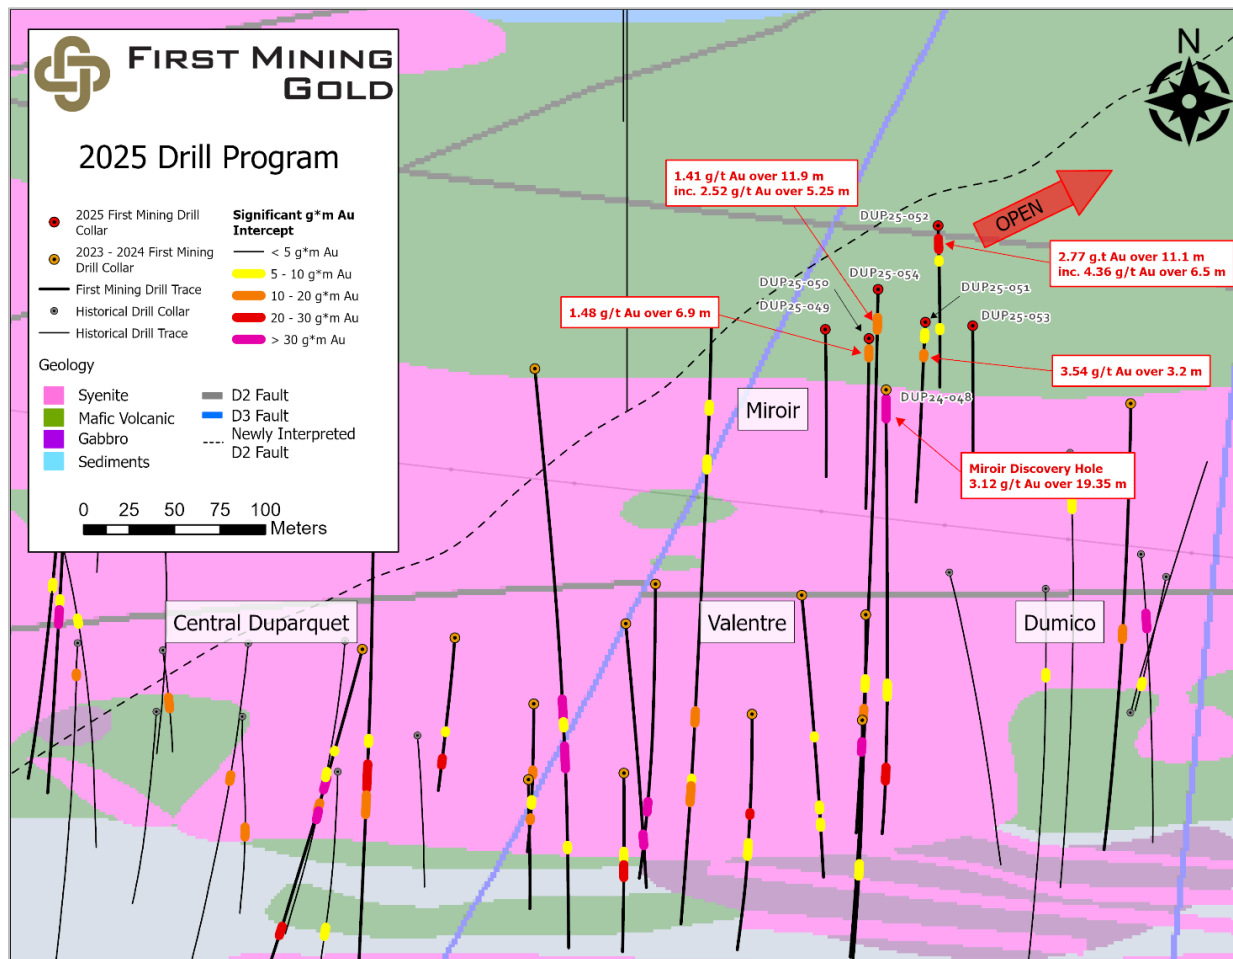 FIRST MINING
GOLD
2025 Drill Program
2025 First Mining Drill
Collar
2023 - 2024 First Mining
Drill Collar
First Mining Drill Trace
Historical Drill Collar
Historical Drill Trace
Significant g*m Au
Intercept
< 5 g*m Au
5 - 10 g*m Au
10 - 20 g*m Au
20 - 30 g*m Au
> 30 g*m Au
Geology
Syenite
Mafic Volcanic
Gabbro
Sediments
D2 Fault
D3 Fault
Newly Interpreted
D2 Fault
0 25 50 75 100
Meters
N
1.41 g/t Au over 11.9 m
inc. 2.52 g/t Au over 5.25 m
OPEN
DUP25-052
2.77 g.t Au over 11.1 m
inc. 4.36 g/t Au over 6.5 m
DUP25-054
DUP25-050
DUP25-051
DUP25-049
1.48 g/t Au over 6.9 m
DUP25-053
3.54 g/t Au over 3.2 m
DUP24-048
Miroir
Miroir Discovery Hole
3.12 g/t Au over 19.35 m
Central Duparquet
Valentre
Dumico